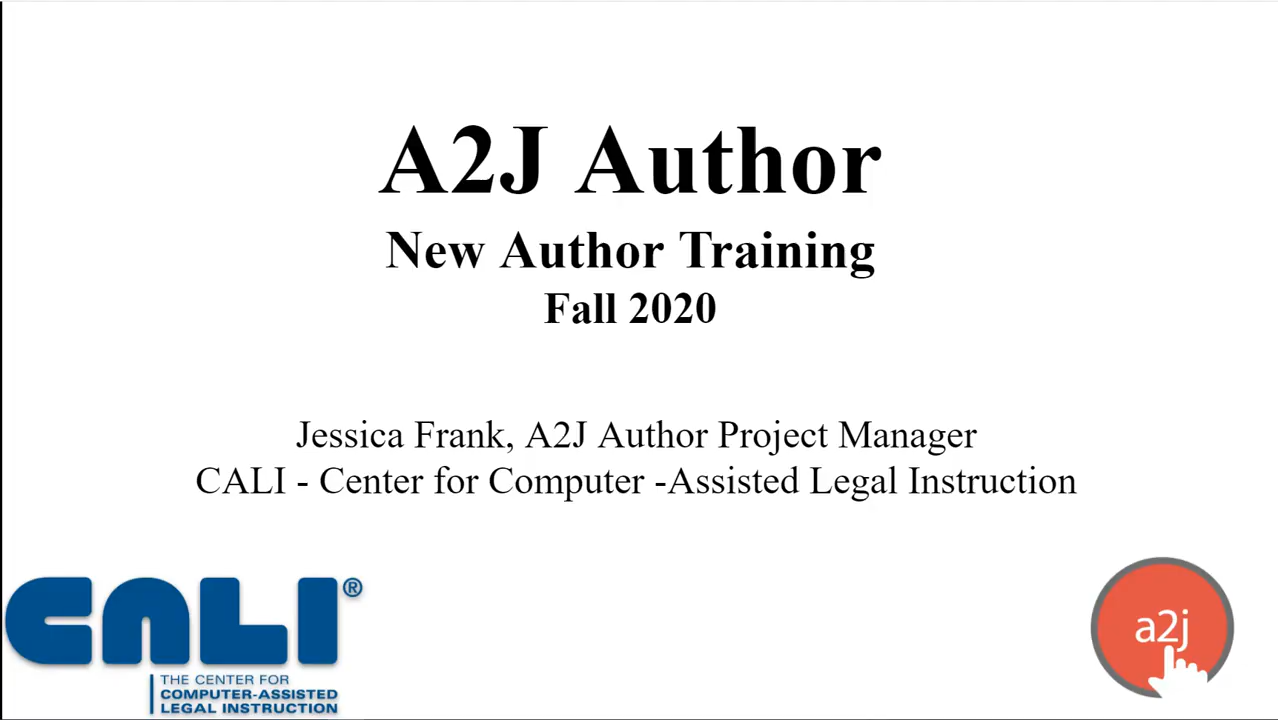 A2J Author
New Author Training
Fall 2020
Jessica Frank, A2J Author Project Manager
CALI - Center for Computer -Assisted Legal Instruction
CALI®
THE CENTER FOR
COMPUTER-ASSISTED
LEGAL INSTRUCTION
a2j